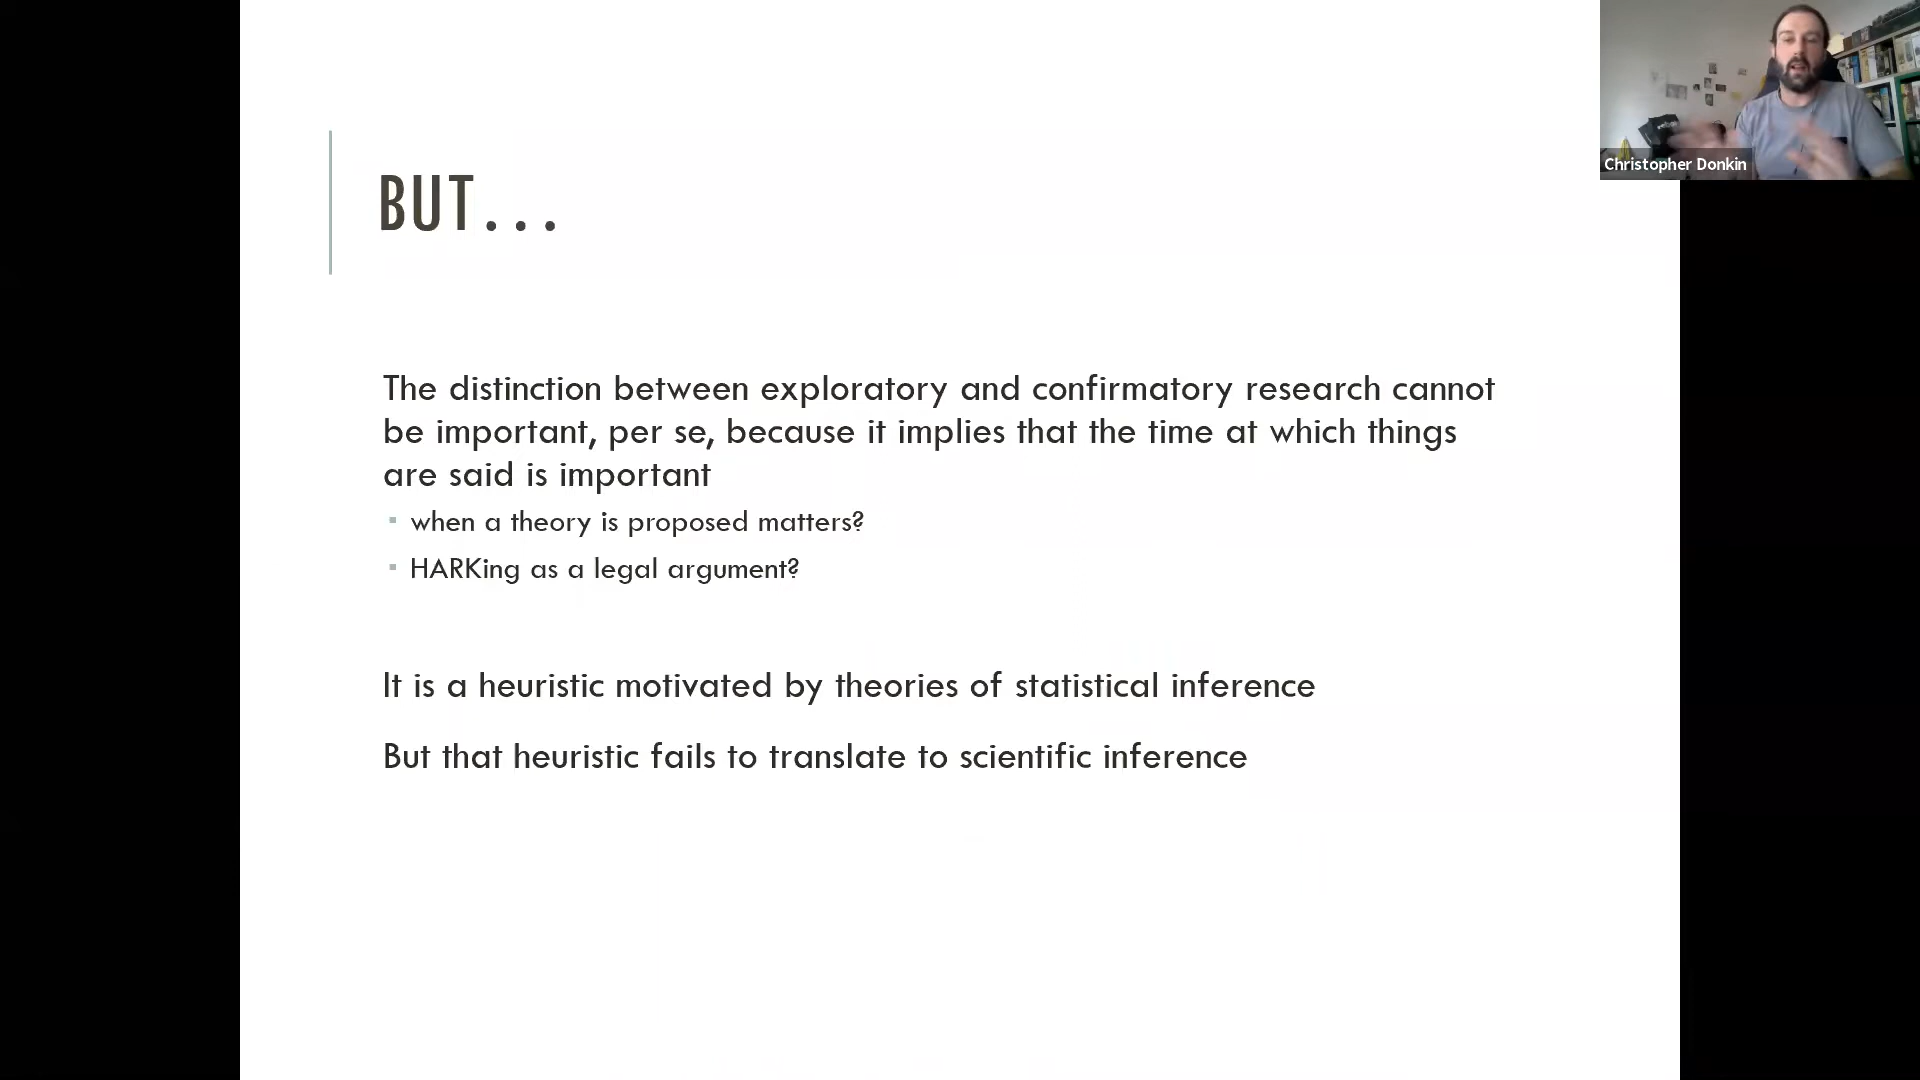 Christopher Donkin
BUT...
The distinction between exploratory and confirmatory research cannot
be important, per se, because it implies that the time at which things
are said is important
▪ when a theory is proposed matters?
▪ HARKing as a legal argument?
It is a heuristic motivated by theories of statistical inference
But that heuristic fails to translate to scientific inference